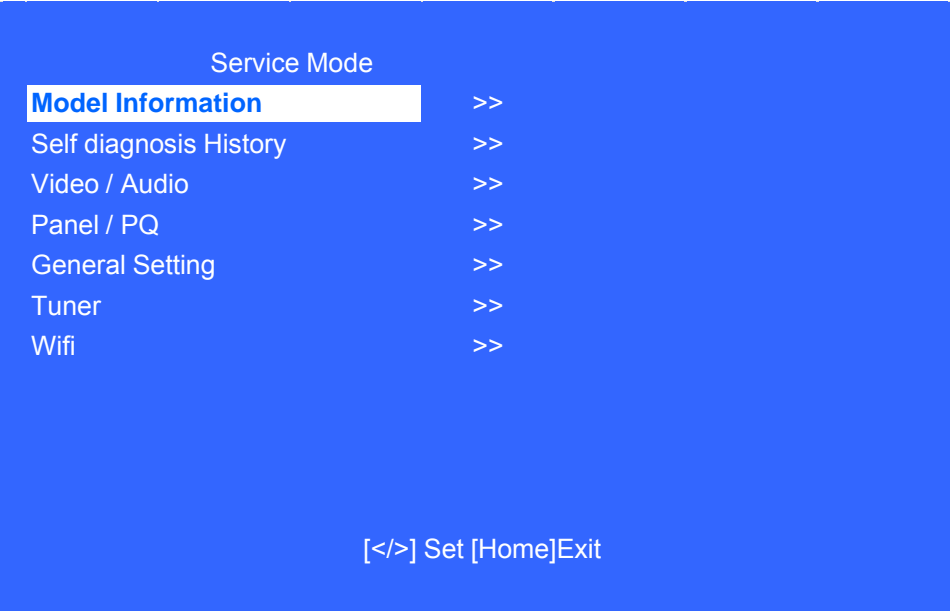 Service Mode
Model Information >>
Self diagnosis History >>
Video / Audio >>
Panel / PQ >>
General Setting >>
Tuner >>
Wifi >>
[</>] Set [Home]Exit